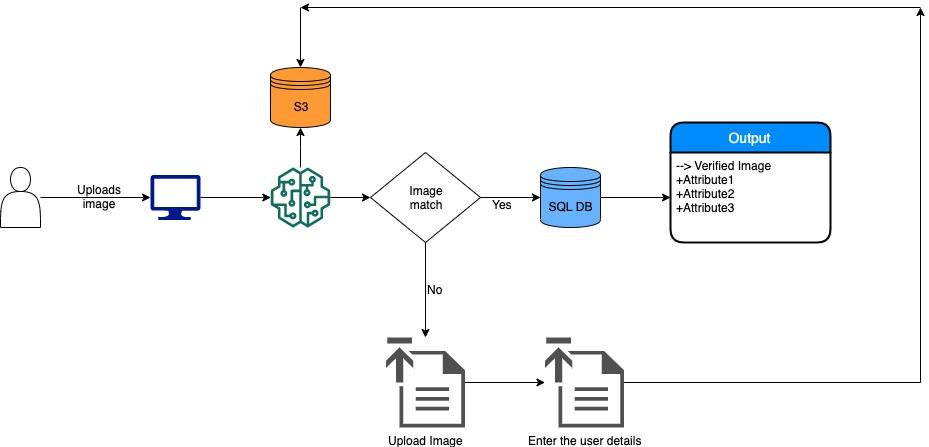 S3
Uploads
image
Image
match
Yes
SQL DB
Output
--> Verified Image
+Attribute1
+Attribute2
+Attribute3
No
Upload Image
Enter the user details